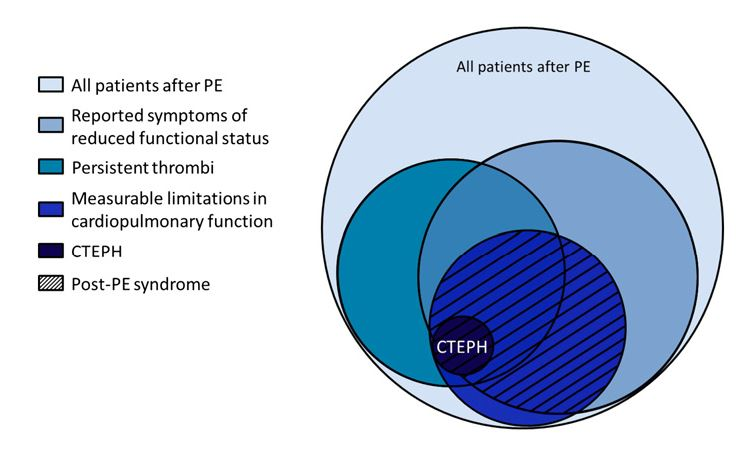 All patients after PE
Reported symptoms of
reduced functional status
Persistent thrombi
Measurable limitations in
cardiopulmonary function
CTEPH
Post-PE syndrome
All patients after PE
CTEPH